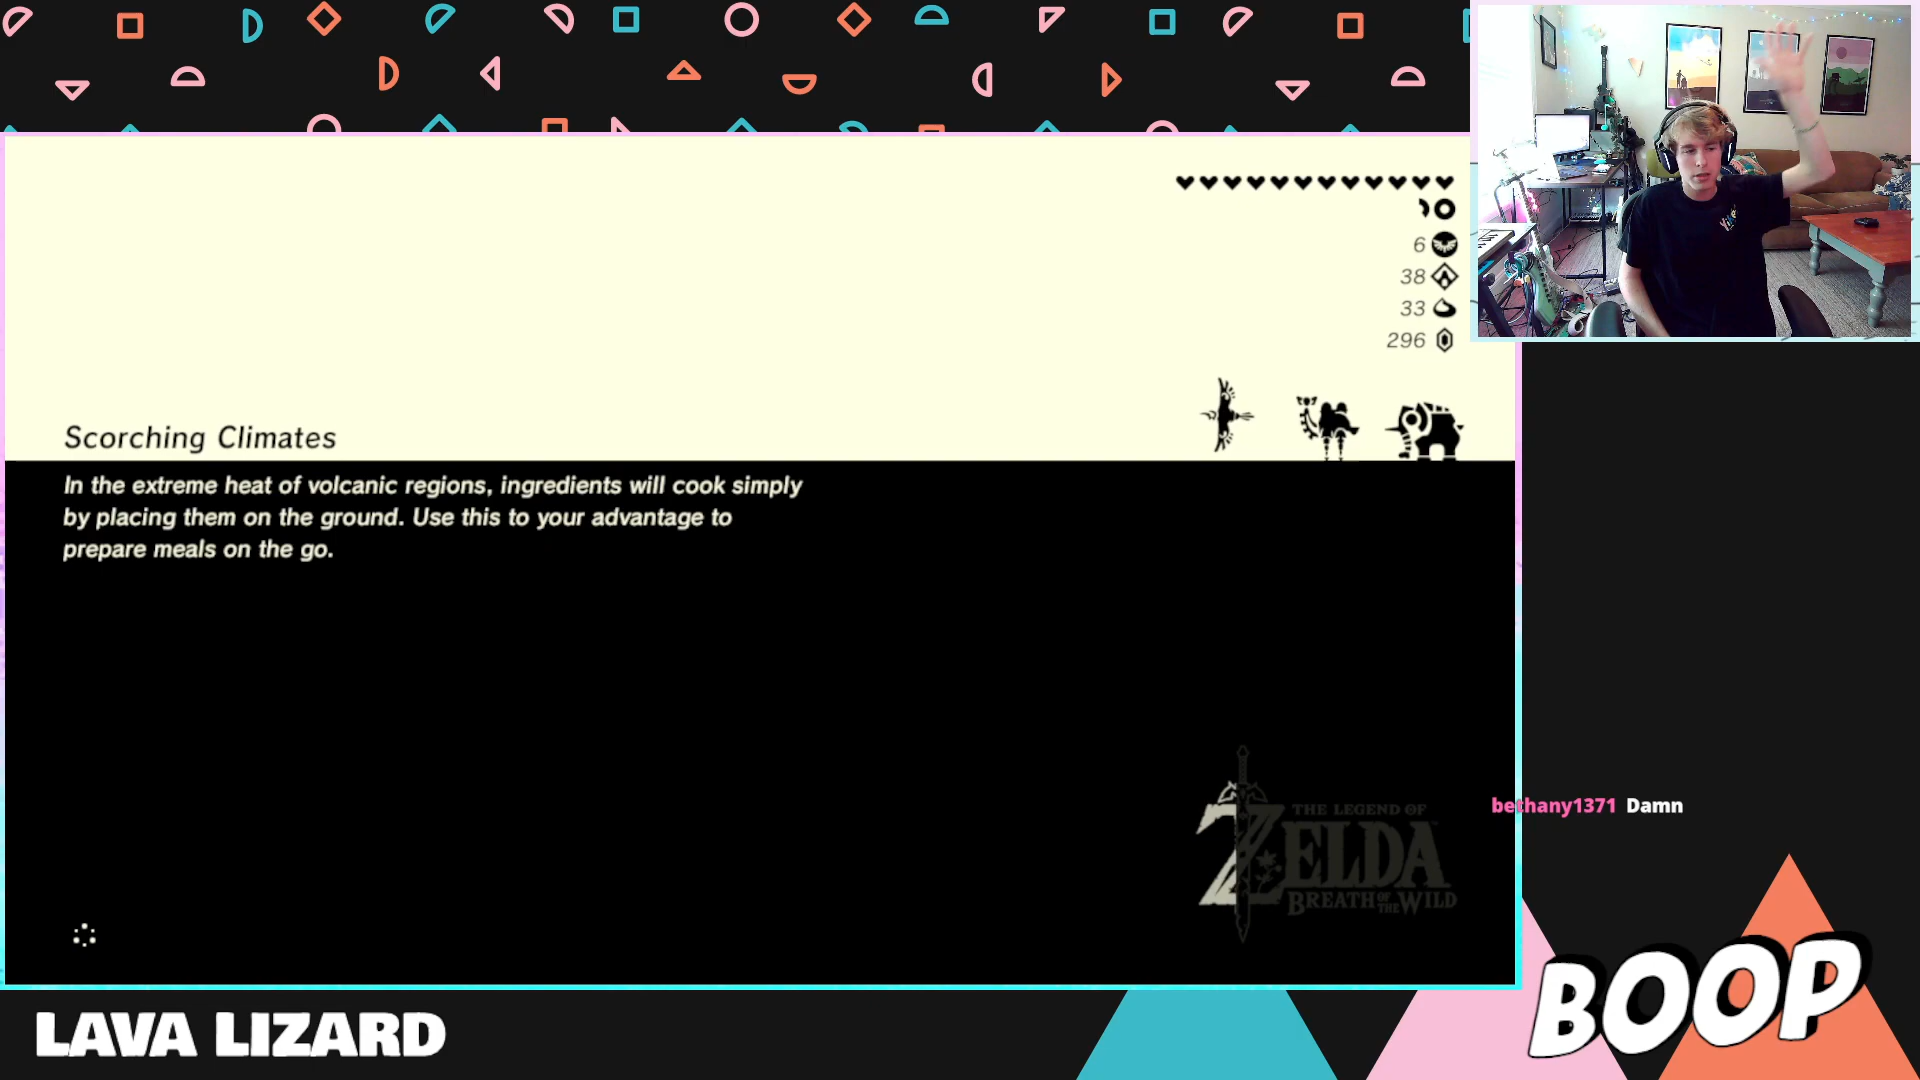 6
38
33
296
Scorching Climates
In the extreme heat of volcanic regions, ingredients will cook simply
by placing them on the ground. Use this to your advantage to
prepare meals on the go.
bethany1371 Damn
THE LEGEND OF
ZELDA
BREATH OF THE WILD
LAVA LIZARD
BOOP